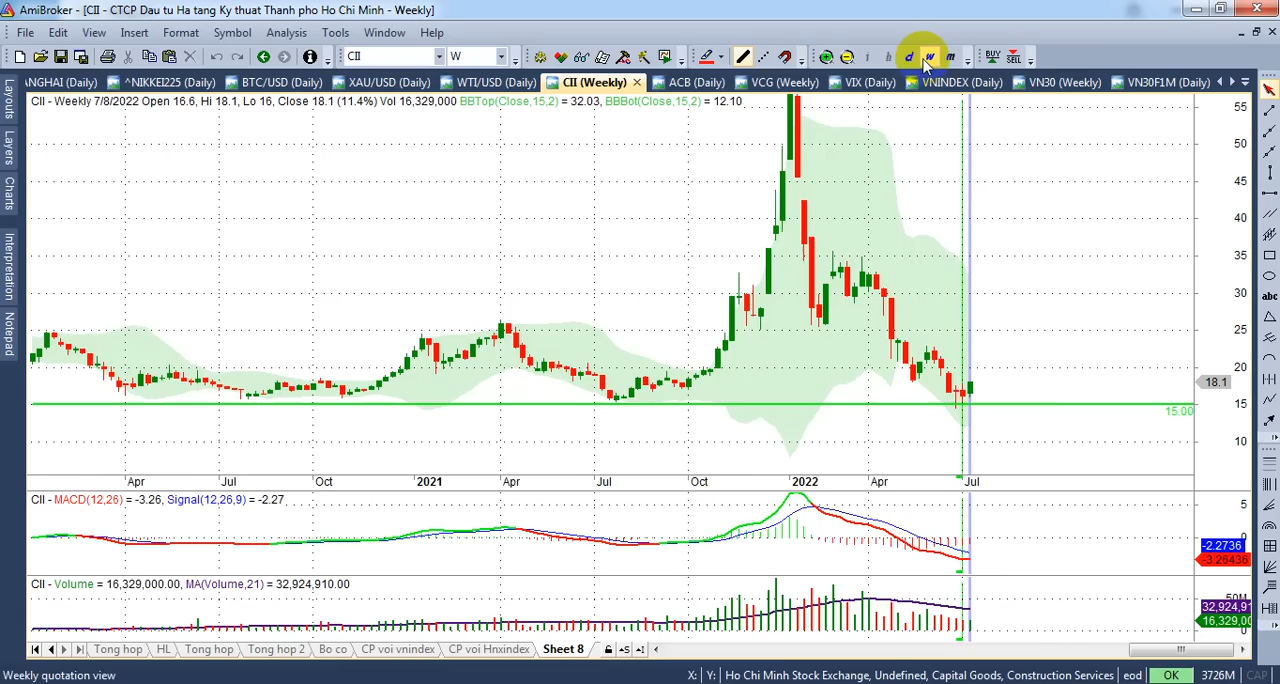 AmiBroker - [CII - CTCP Dau tu Ha tang Ky thuat Thanh pho Ho Chi Minh - Weekly]
File Edit View Insert Format Symbol Analysis Tools Window Help
CII W i h d w m BUY SELL
NGHAI (Daily) ^NIKKEI225 (Daily) BTC/USD (Daily) XAU/USD (Daily) WTI/USD (Daily) CII (Weekly) ACB (Daily) VCG (Weekly) VIX (Daily) VNINDEX (Daily) VN30 (Weekly) VN30F1M (Daily)
CII - Weekly 7/8/2022 Open 16.6, Hi 18.1, Lo 16, Close 18.1 (11.4%) Vol 16,329,000 BBTop(Close,15,2) = 32.03, BBBot(Close,15,2) = 12.10
Layouts
Layers
Charts
Interpretation
Notepad
55
50
45
40
35
30
25
20
18.1
15
15.00
10
abc
Apr Jul Oct 2021 Apr Jul Oct 2022 Apr Jul
CII - MACD(12,26) = -3.26, Signal(12,26,9) = -2.27
5
0
-2.2736
-3.26436
CII - Volume = 16,329,000.00, MA(Volume,21) = 32,924,910.00
50M
32,924,91
16,329,00
0
Tong hop HL Tong hop Tong hop 2 Bo co CP voi vnindex CP voi Hnxindex Sheet 8
Weekly quotation view X: Y: Ho Chi Minh Stock Exchange, Undefined, Capital Goods, Construction Services eod OK 3726M CAP